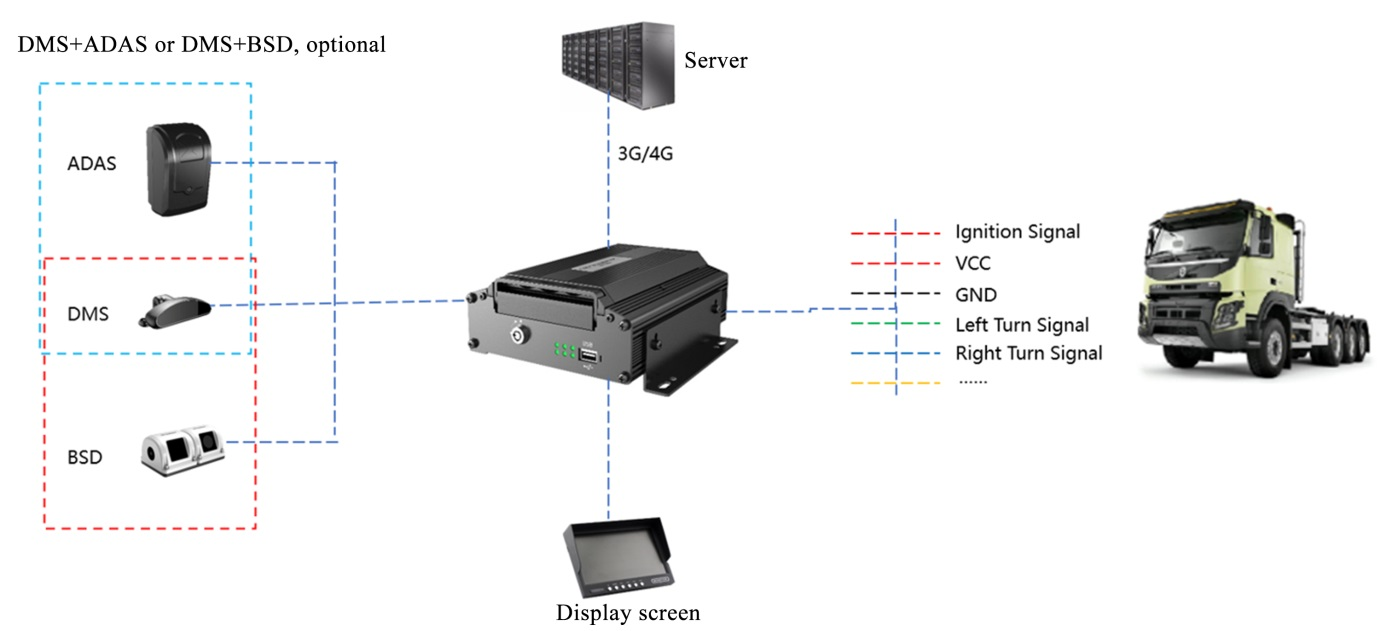 DMS+ADAS or DMS+BSD, optional
Server
3G/4G
ADAS
DMS
BSD
USB
Ignition Signal
VCC
GND
Left Turn Signal
Right Turn Signal
......
Display screen